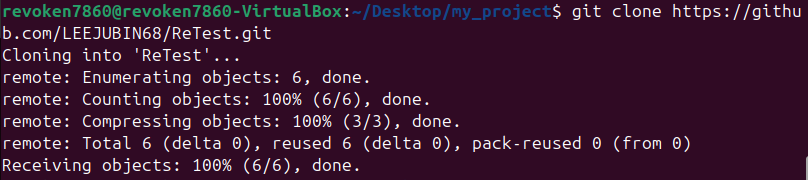 revoken7860@revoken7860-VirtualBox:~/Desktop/my_project$ git clone https://githu
b.com/LEEJUBIN68/ReTest.git
Cloning into 'ReTest'...
remote: Enumerating objects: 6, done.
remote: Counting objects: 100% (6/6), done.
remote: Compressing objects: 100% (3/3), done.
remote: Total 6 (delta 0), reused 6 (delta 0), pack-reused 0 (from 0)
Receiving objects: 100% (6/6), done.